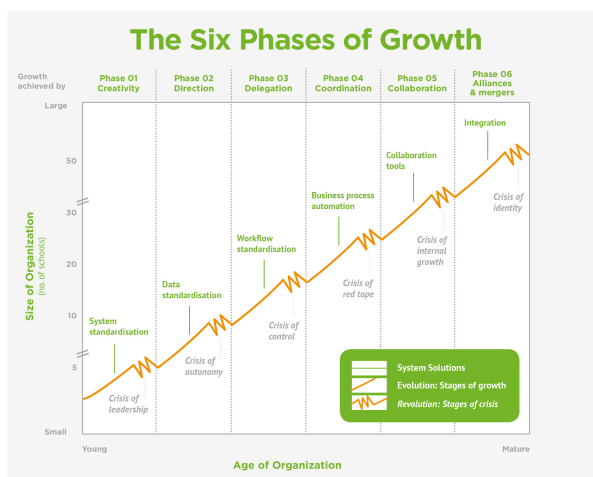 The Six Phases of Growth
Growth
achieved by
Phase 01
Creativity
Phase 02
Direction
Phase 03
Delegation
Phase 04
Coordination
Phase 05
Collaboration
Phase 06
Alliances
& mergers
Large
50
30
20
10
5
Small
Size of Organization
(no. of schools)
Integration
Collaboration
tools
Business process
automation
Workflow
standardisation
Data
standardisation
System
standardisation
Crisis of
identity
Crisis of
internal
growth
Crisis of
red tape
Crisis of
control
Crisis of
autonomy
Crisis of
leadership
System Solutions
Evolution: Stages of growth
Revolution: Stages of crisis
Young
Mature
Age of Organization